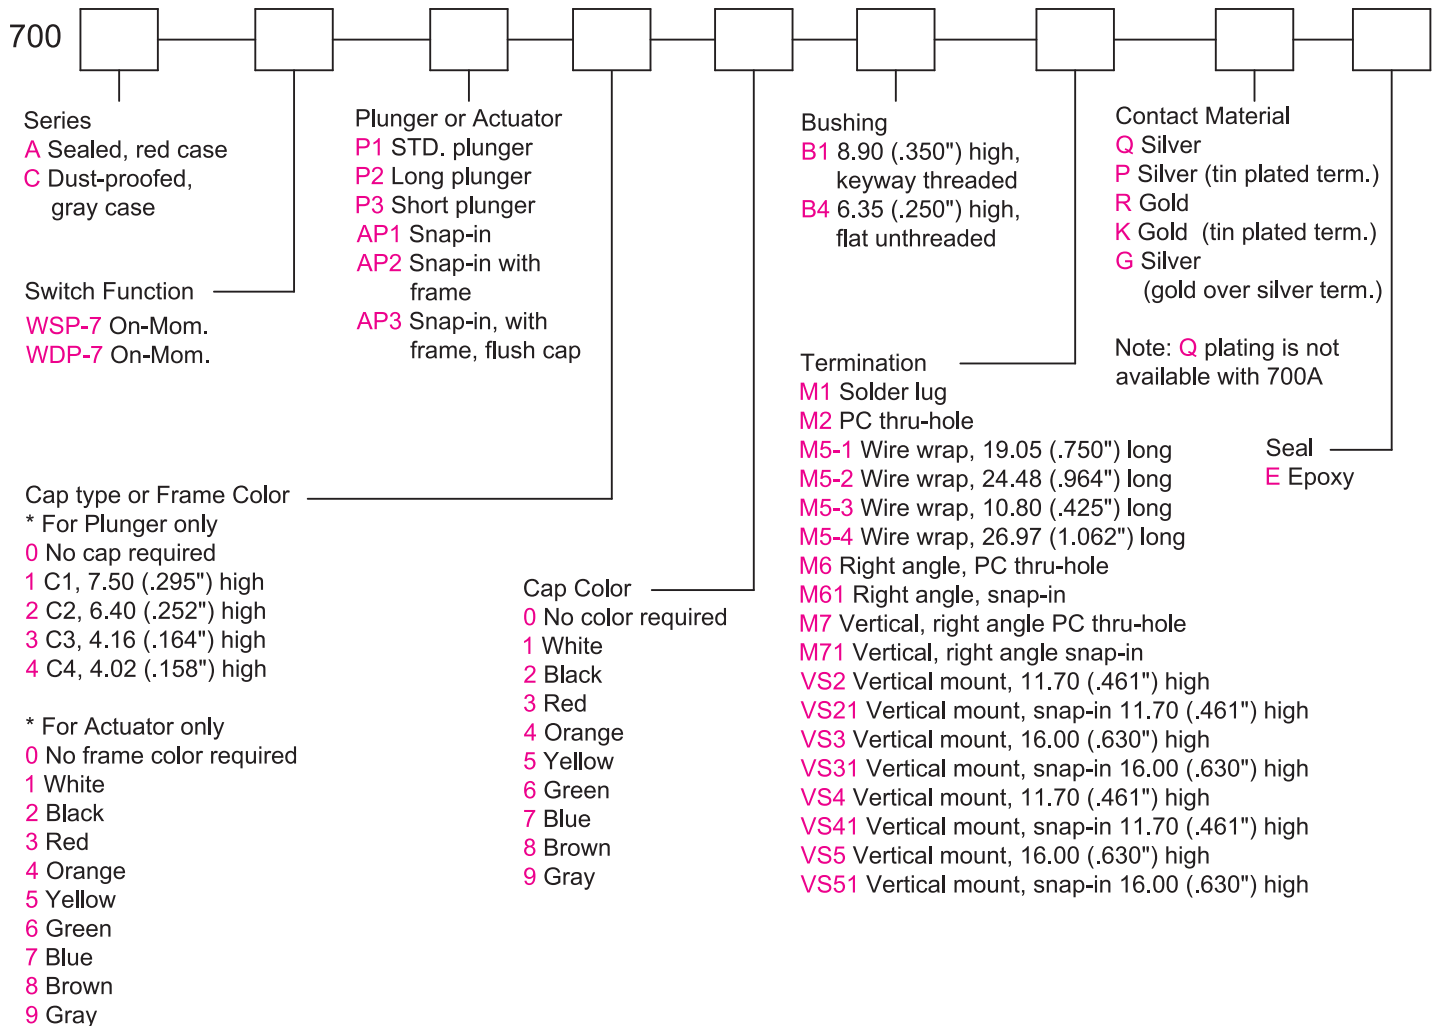 700
Series
A Sealed, red case
C Dust-proofed,
gray case
Switch Function
WSP-7 On-Mom.
WDP-7 On-Mom.
Plunger or Actuator
P1 STD. plunger
P2 Long plunger
P3 Short plunger
AP1 Snap-in
AP2 Snap-in with
frame
AP3 Snap-in, with
frame, flush cap
Cap type or Frame Color
* For Plunger only
0 No cap required
1 C1, 7.50 (.295") high
2 C2, 6.40 (.252") high
3 C3, 4.16 (.164") high
4 C4, 4.02 (.158") high
* For Actuator only
0 No frame color required
1 White
2 Black
3 Red
4 Orange
5 Yellow
6 Green
7 Blue
8 Brown
9 Gray
Cap Color
0 No color required
1 White
2 Black
3 Red
4 Orange
5 Yellow
6 Green
7 Blue
8 Brown
9 Gray
Bushing
B1 8.90 (.350") high,
keyway threaded
B4 6.35 (.250") high,
flat unthreaded
Termination
M1 Solder lug
M2 PC thru-hole
M5-1 Wire wrap, 19.05 (.750") long
M5-2 Wire wrap, 24.48 (.964") long
M5-3 Wire wrap, 10.80 (.425") long
M5-4 Wire wrap, 26.97 (1.062") long
M6 Right angle, PC thru-hole
M61 Right angle, snap-in
M7 Vertical, right angle PC thru-hole
M71 Vertical, right angle snap-in
VS2 Vertical mount, 11.70 (.461") high
VS21 Vertical mount, snap-in 11.70 (.461") high
VS3 Vertical mount, 16.00 (.630") high
VS31 Vertical mount, snap-in 16.00 (.630") high
VS4 Vertical mount, 11.70 (.461") high
VS41 Vertical mount, snap-in 11.70 (.461") high
VS5 Vertical mount, 16.00 (.630") high
VS51 Vertical mount, snap-in 16.00 (.630") high
Contact Material
Q Silver
P Silver (tin plated term.)
R Gold
K Gold (tin plated term.)
G Silver
(gold over silver term.)
Note: Q plating is not
available with 700A
Seal
E Epoxy